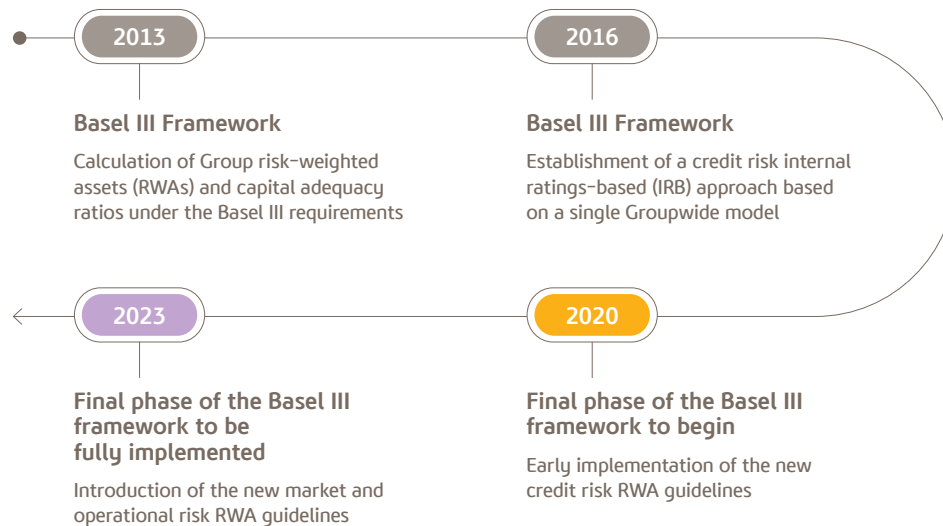 2013
Basel III Framework
Calculation of Group risk-weighted
assets (RWAs) and capital adequacy
ratios under the Basel III requirements
2016
Basel III Framework
Establishment of a credit risk internal
ratings-based (IRB) approach based
on a single Groupwide model
2020
Final phase of the Basel III
framework to begin
Early implementation of the new
credit risk RWA guidelines
2023
Final phase of the Basel III
framework to be
fully implemented
Introduction of the new market and
operational risk RWA guidelines